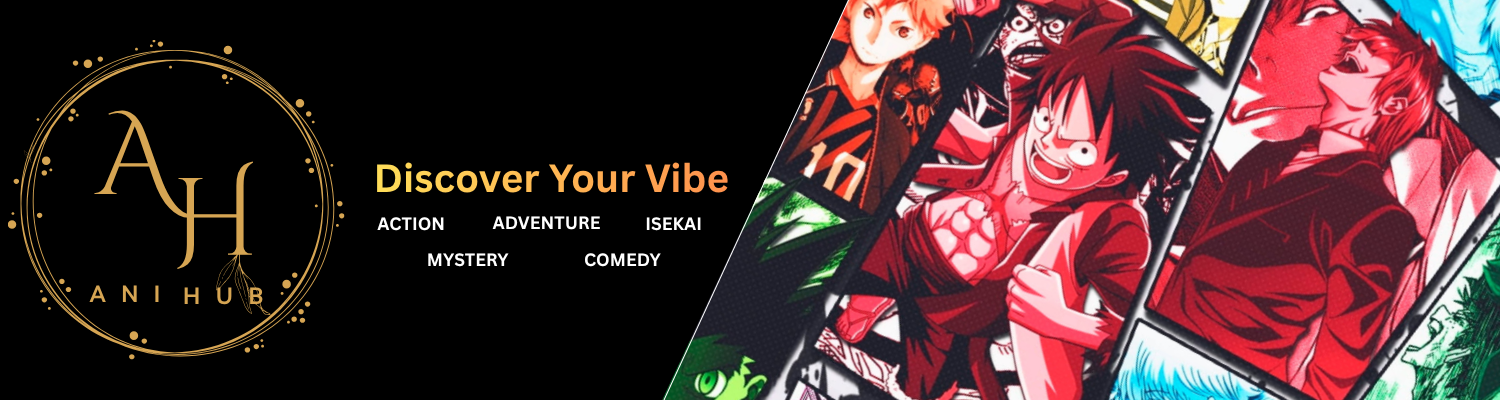 AH
ANI HUB
Discover Your Vibe
ACTION ADVENTURE ISEKAI
MYSTERY COMEDY
10